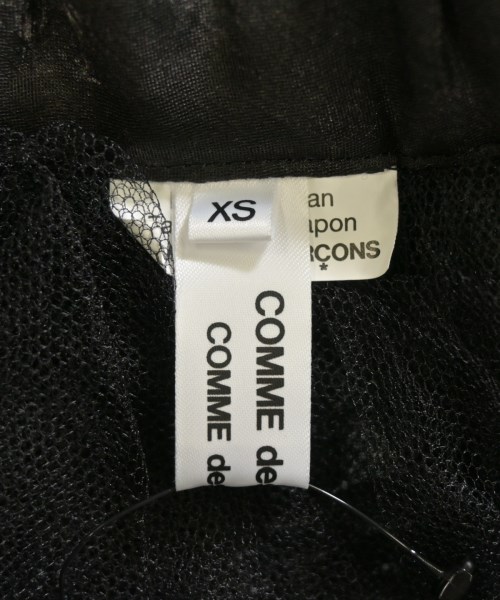 XS
COMME de
COMME de
an
apon
RÇONS
★